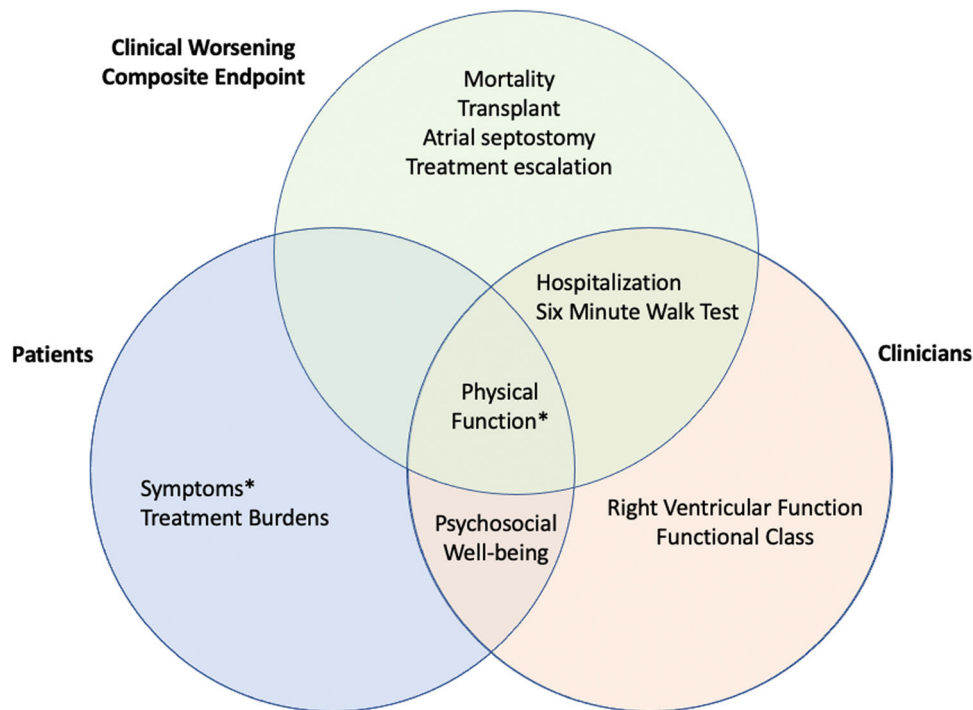 Clinical Worsening
Composite Endpoint
Mortality
Transplant
Atrial septostomy
Treatment escalation
Hospitalization
Six Minute Walk Test
Patients
Clinicians
Physical
Function*
Symptoms*
Treatment Burdens
Psychosocial
Well-being
Right Ventricular Function
Functional Class